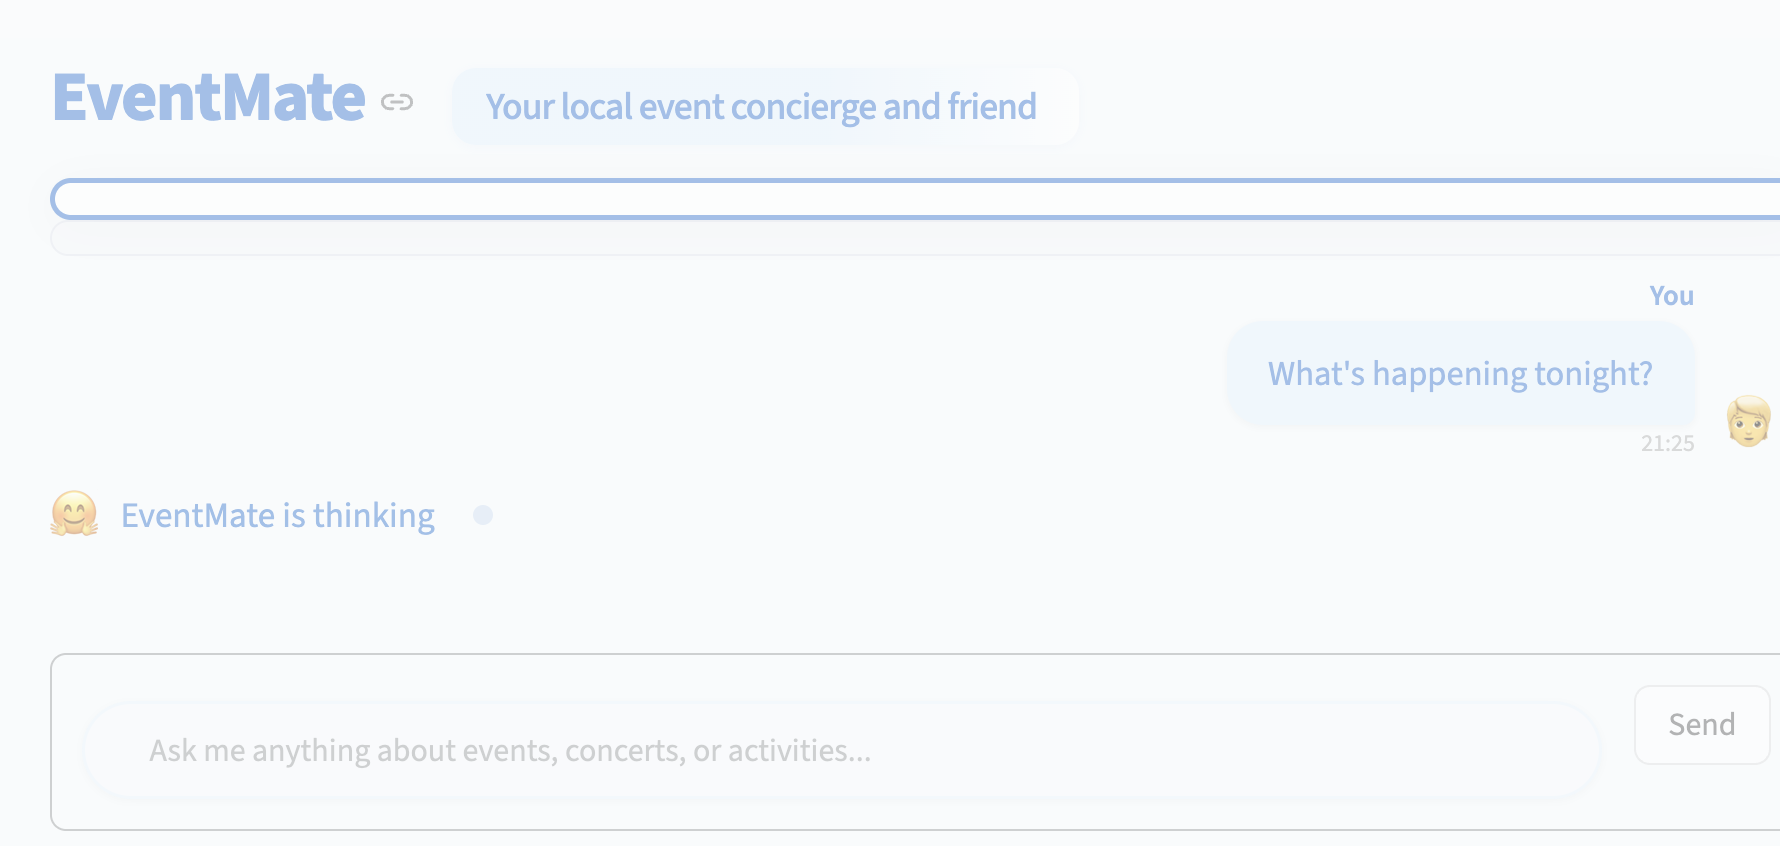 EventMate
Your local event concierge and friend
You
What's happening tonight?
21:25
EventMate is thinking
Ask me anything about events, concerts, or activities...
Send